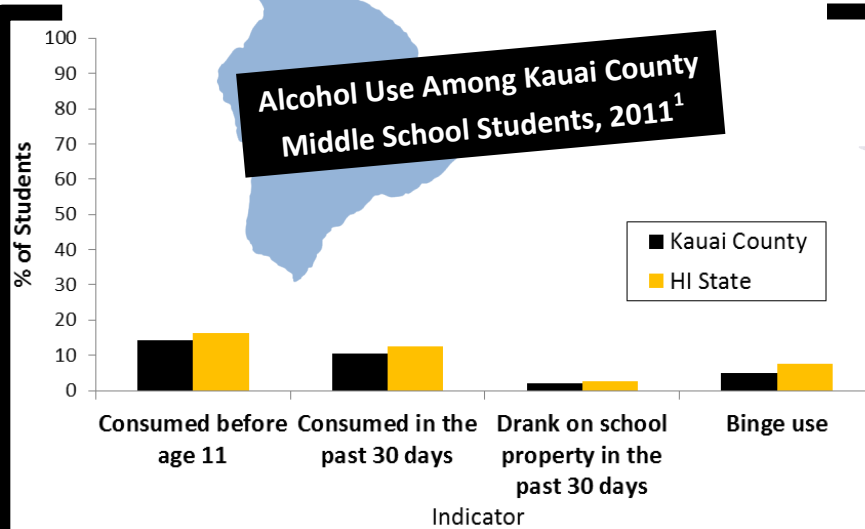 Alcohol Use Among Kauai County
Middle School Students, 2011¹
100
90
80
70
60
50
40
30
20
10
0
% of Students
Kauai County
HI State
Consumed before
age 11
Consumed in the
past 30 days
Drank on school
property in the
past 30 days
Binge use
Indicator